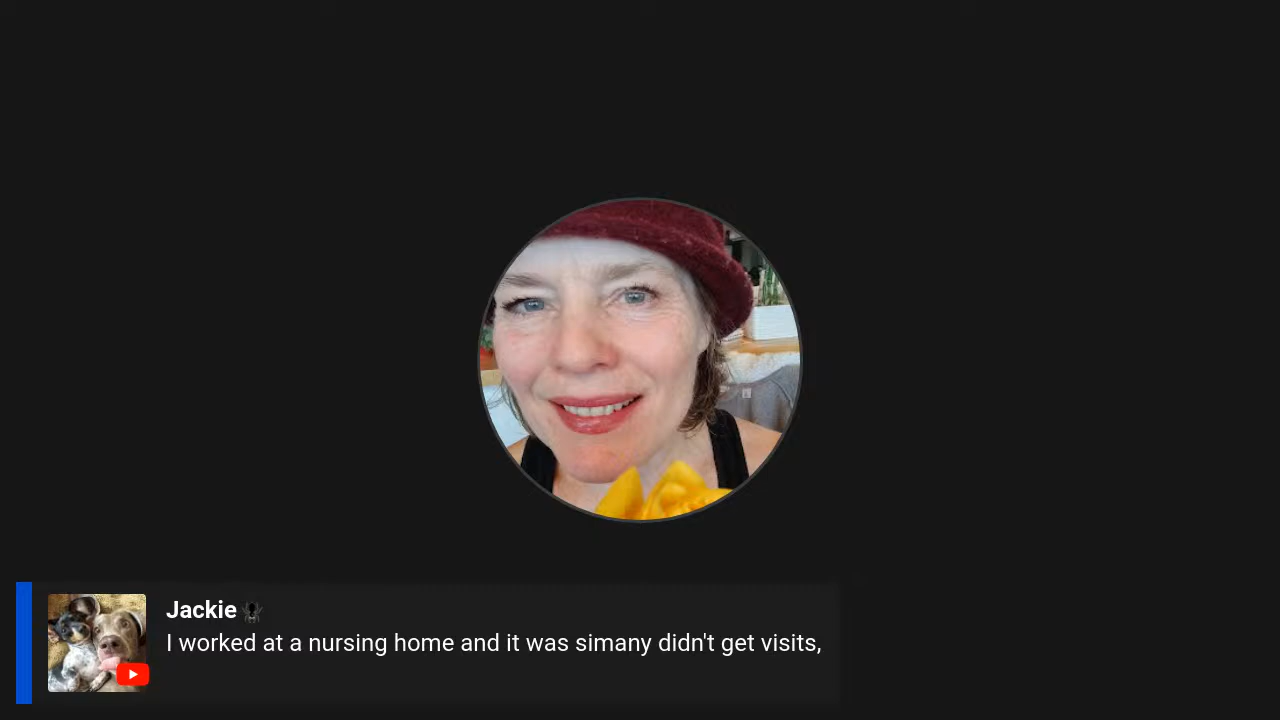 Jackie🕷
I worked at a nursing home and it was simany didn't get visits,